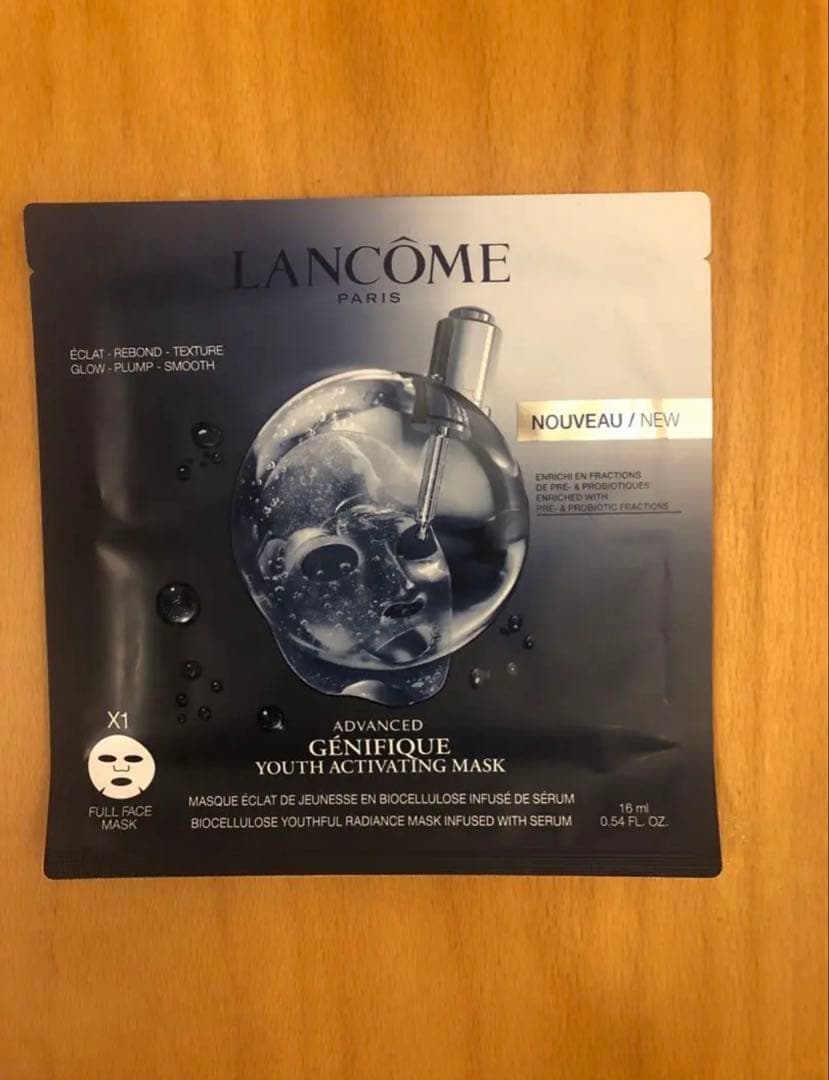 LANCÔME
PARIS
ÉCLAT - REBOND - TEXTURE
GLOW - PLUMP - SMOOTH
NOUVEAU / NEW
ENRICHI EN FRACTIONS
DE PRÉ- & PROBIOTIQUES
ENRICHED WITH
PRE- & PROBIOTIC FRACTIONS
X1
FULL FACE
MASK
ADVANCED
GÉNIFIQUE
YOUTH ACTIVATING MASK
MASQUE ÉCLAT DE JEUNESSE EN BIOCELLULOSE INFUSÉ DE SÉRUM
BIOCELLULOSE YOUTHFUL RADIANCE MASK INFUSED WITH SERUM
16 ml
0.54 FL. OZ.